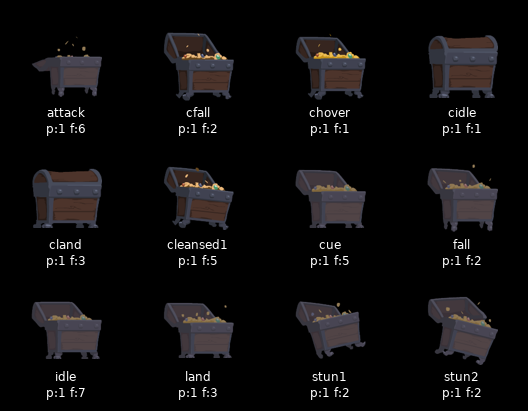 attack
p:1 f:6
cfall
p:1 f:2
chover
p:1 f:1
cidle
p:1 f:1
cland
p:1 f:3
cleansed1
p:1 f:5
cue
p:1 f:5
fall
p:1 f:2
idle
p:1 f:7
land
p:1 f:3
stun1
p:1 f:2
stun2
p:1 f:2